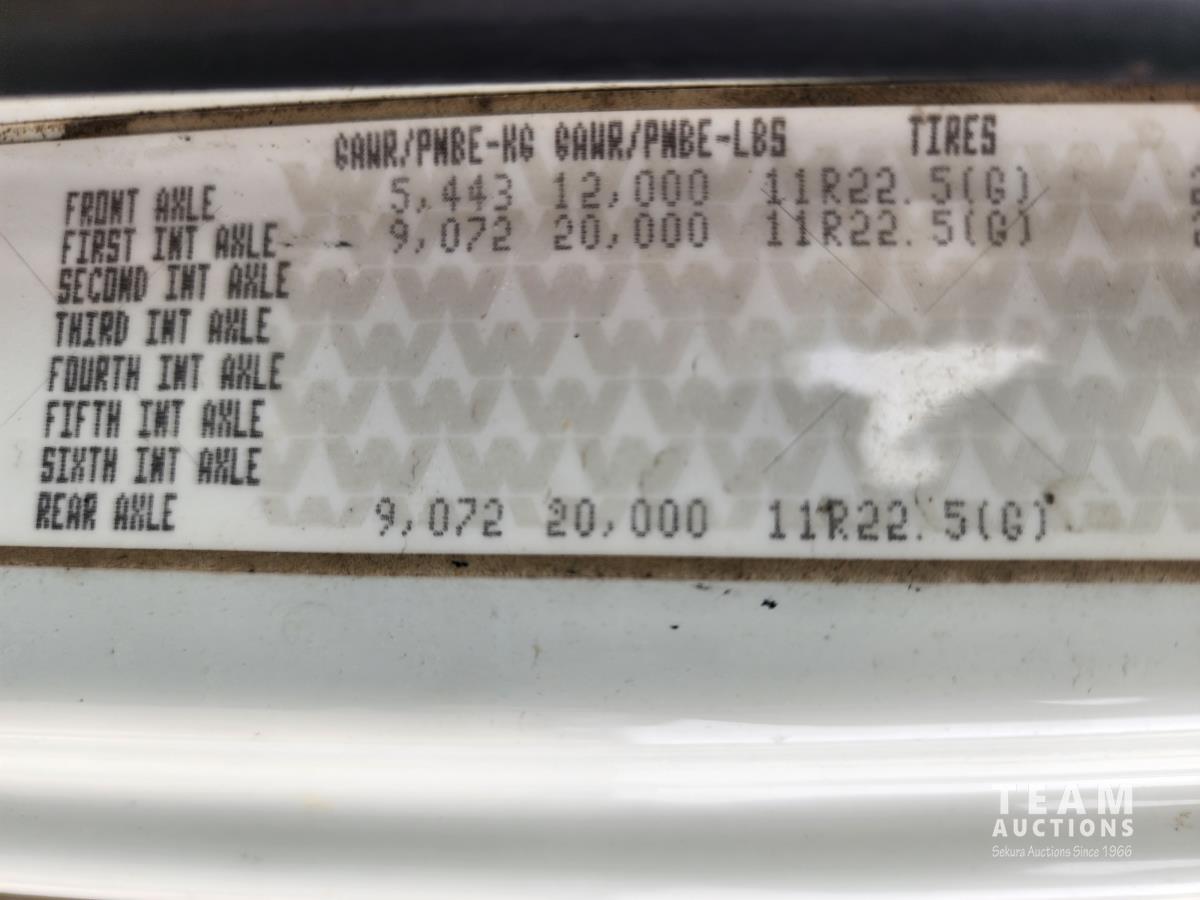 GAWR/PNBE-KG GAWR/PNBE-LBS TIRES
FRONT AXLE 5,443 12,000 11R22.5(G)
FIRST INT AXLE 9,072 20,000 11R22.5(G)
SECOND INT AXLE
THIRD INT AXLE
FOURTH INT AXLE
FIFTH INT AXLE
SIXTH INT AXLE
REAR AXLE 9,072 20,000 11R22.5(G)
TEAM
AUCTIONS
Sekura Auctions Since 1966